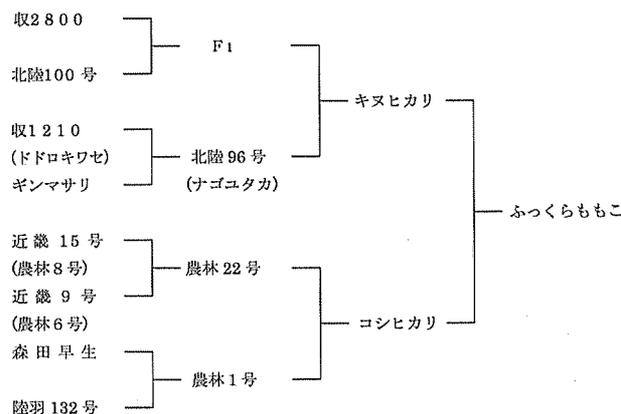 収2800
F1
北陸100号
キヌヒカリ
収1210
(ドドロキワセ)
北陸96号
ギンマサリ
(ナゴユタカ)
ふっくらももこ
近畿15号
(農林8号)
農林22号
近畿9号
(農林6号)
コシヒカリ
森田早生
農林1号
陸羽132号